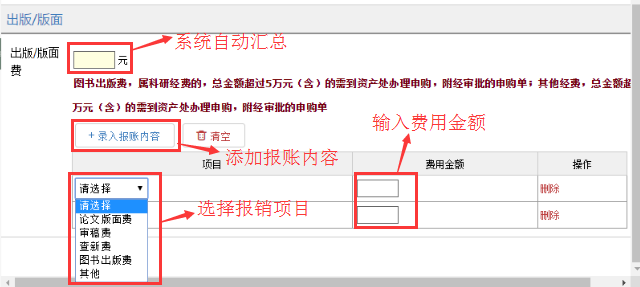 出版/版面
系统自动汇总
出版/版面费
元
图书出版费，属科研经费的，总金额超过5万元（含）的需到资产处办理申购，附经审批的申购单；其他经费，总金额超
万元（含）的需到资产处办理申购，附经审批的申购单
输入费用金额
+ 录入报账内容
清空
添加报账内容
项目
费用金额
操作
请选择
删除
请选择
选择报销项目
删除
论文版面费
审稿费
查新费
图书出版费
其他